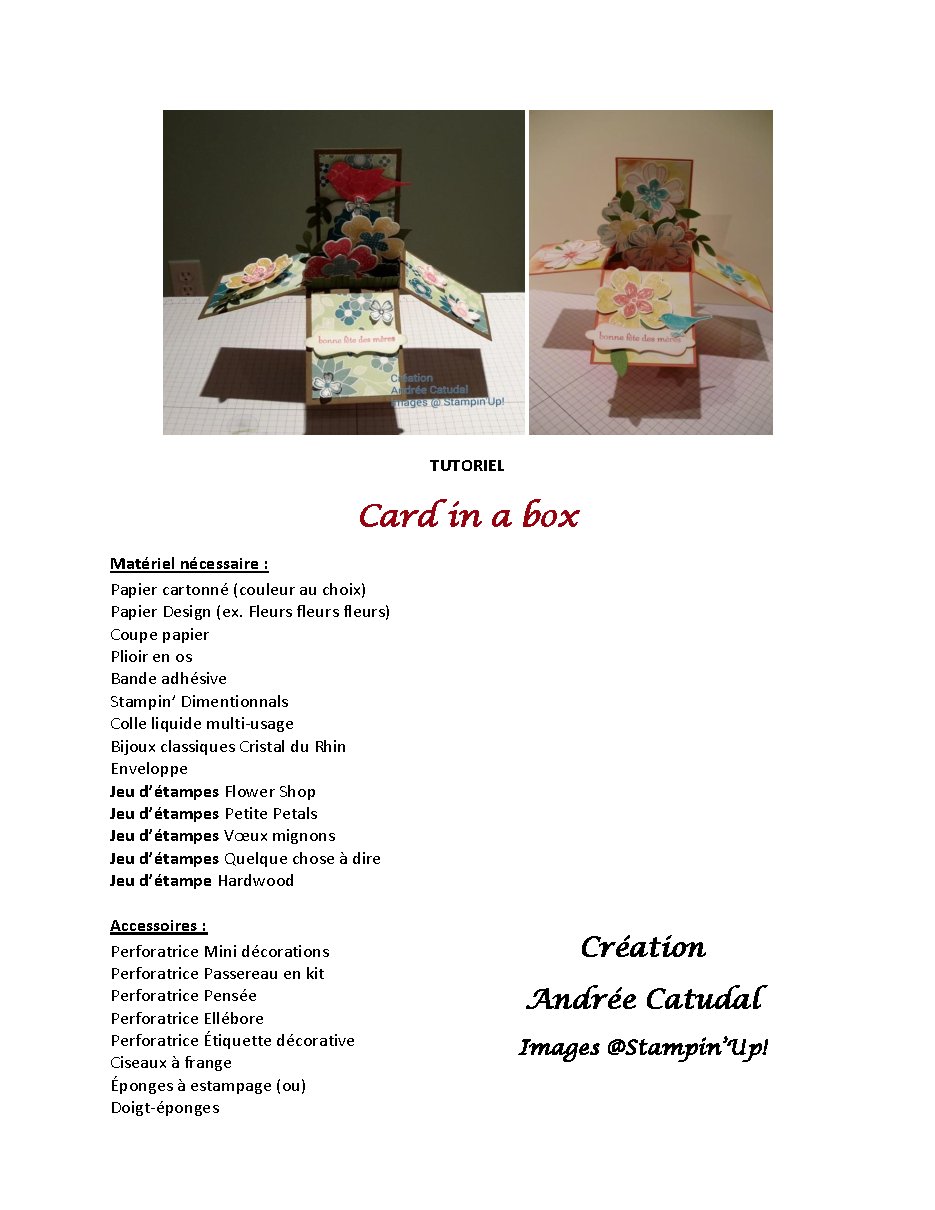 bonne fête des mères
Création
Andrée Catudal
Images @ Stampin'Up!
bonne fête des mères
TUTORIEL
Card in a box
Matériel nécessaire :
Papier cartonné (couleur au choix)
Papier Design (ex. Fleurs fleurs fleurs)
Coupe papier
Plioir en os
Bande adhésive
Stampin’ Dimentionnals
Colle liquide multi-usage
Bijoux classiques Cristal du Rhin
Enveloppe
Jeu d’étampes Flower Shop
Jeu d’étampes Petite Petals
Jeu d’étampes Vœux mignons
Jeu d’étampes Quelque chose à dire
Jeu d’étampe Hardwood
Accessoires :
Perforatrice Mini décorations
Perforatrice Passereau en kit
Perforatrice Pensée
Perforatrice Ellébore
Perforatrice Étiquette décorative
Ciseaux à frange
Éponges à estampage (ou)
Doigt-éponges
Création
Andrée Catudal
Images @Stampin’Up!